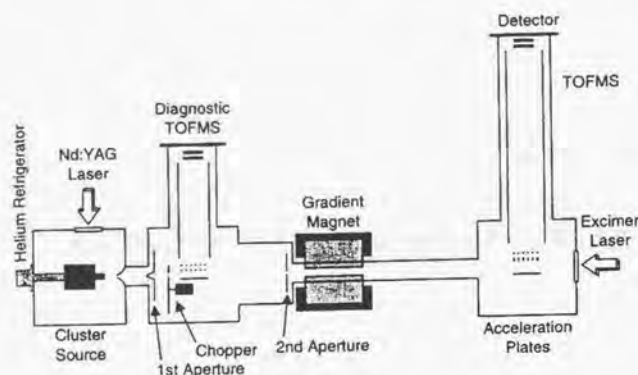 Detector
TOFMS
Diagnostic
TOFMS
Nd:YAG
Laser
Helium Refrigerator
Gradient
Magnet
Excimer
Laser
Cluster
Source
Chopper
1st Aperture
2nd Aperture
Acceleration
Plates